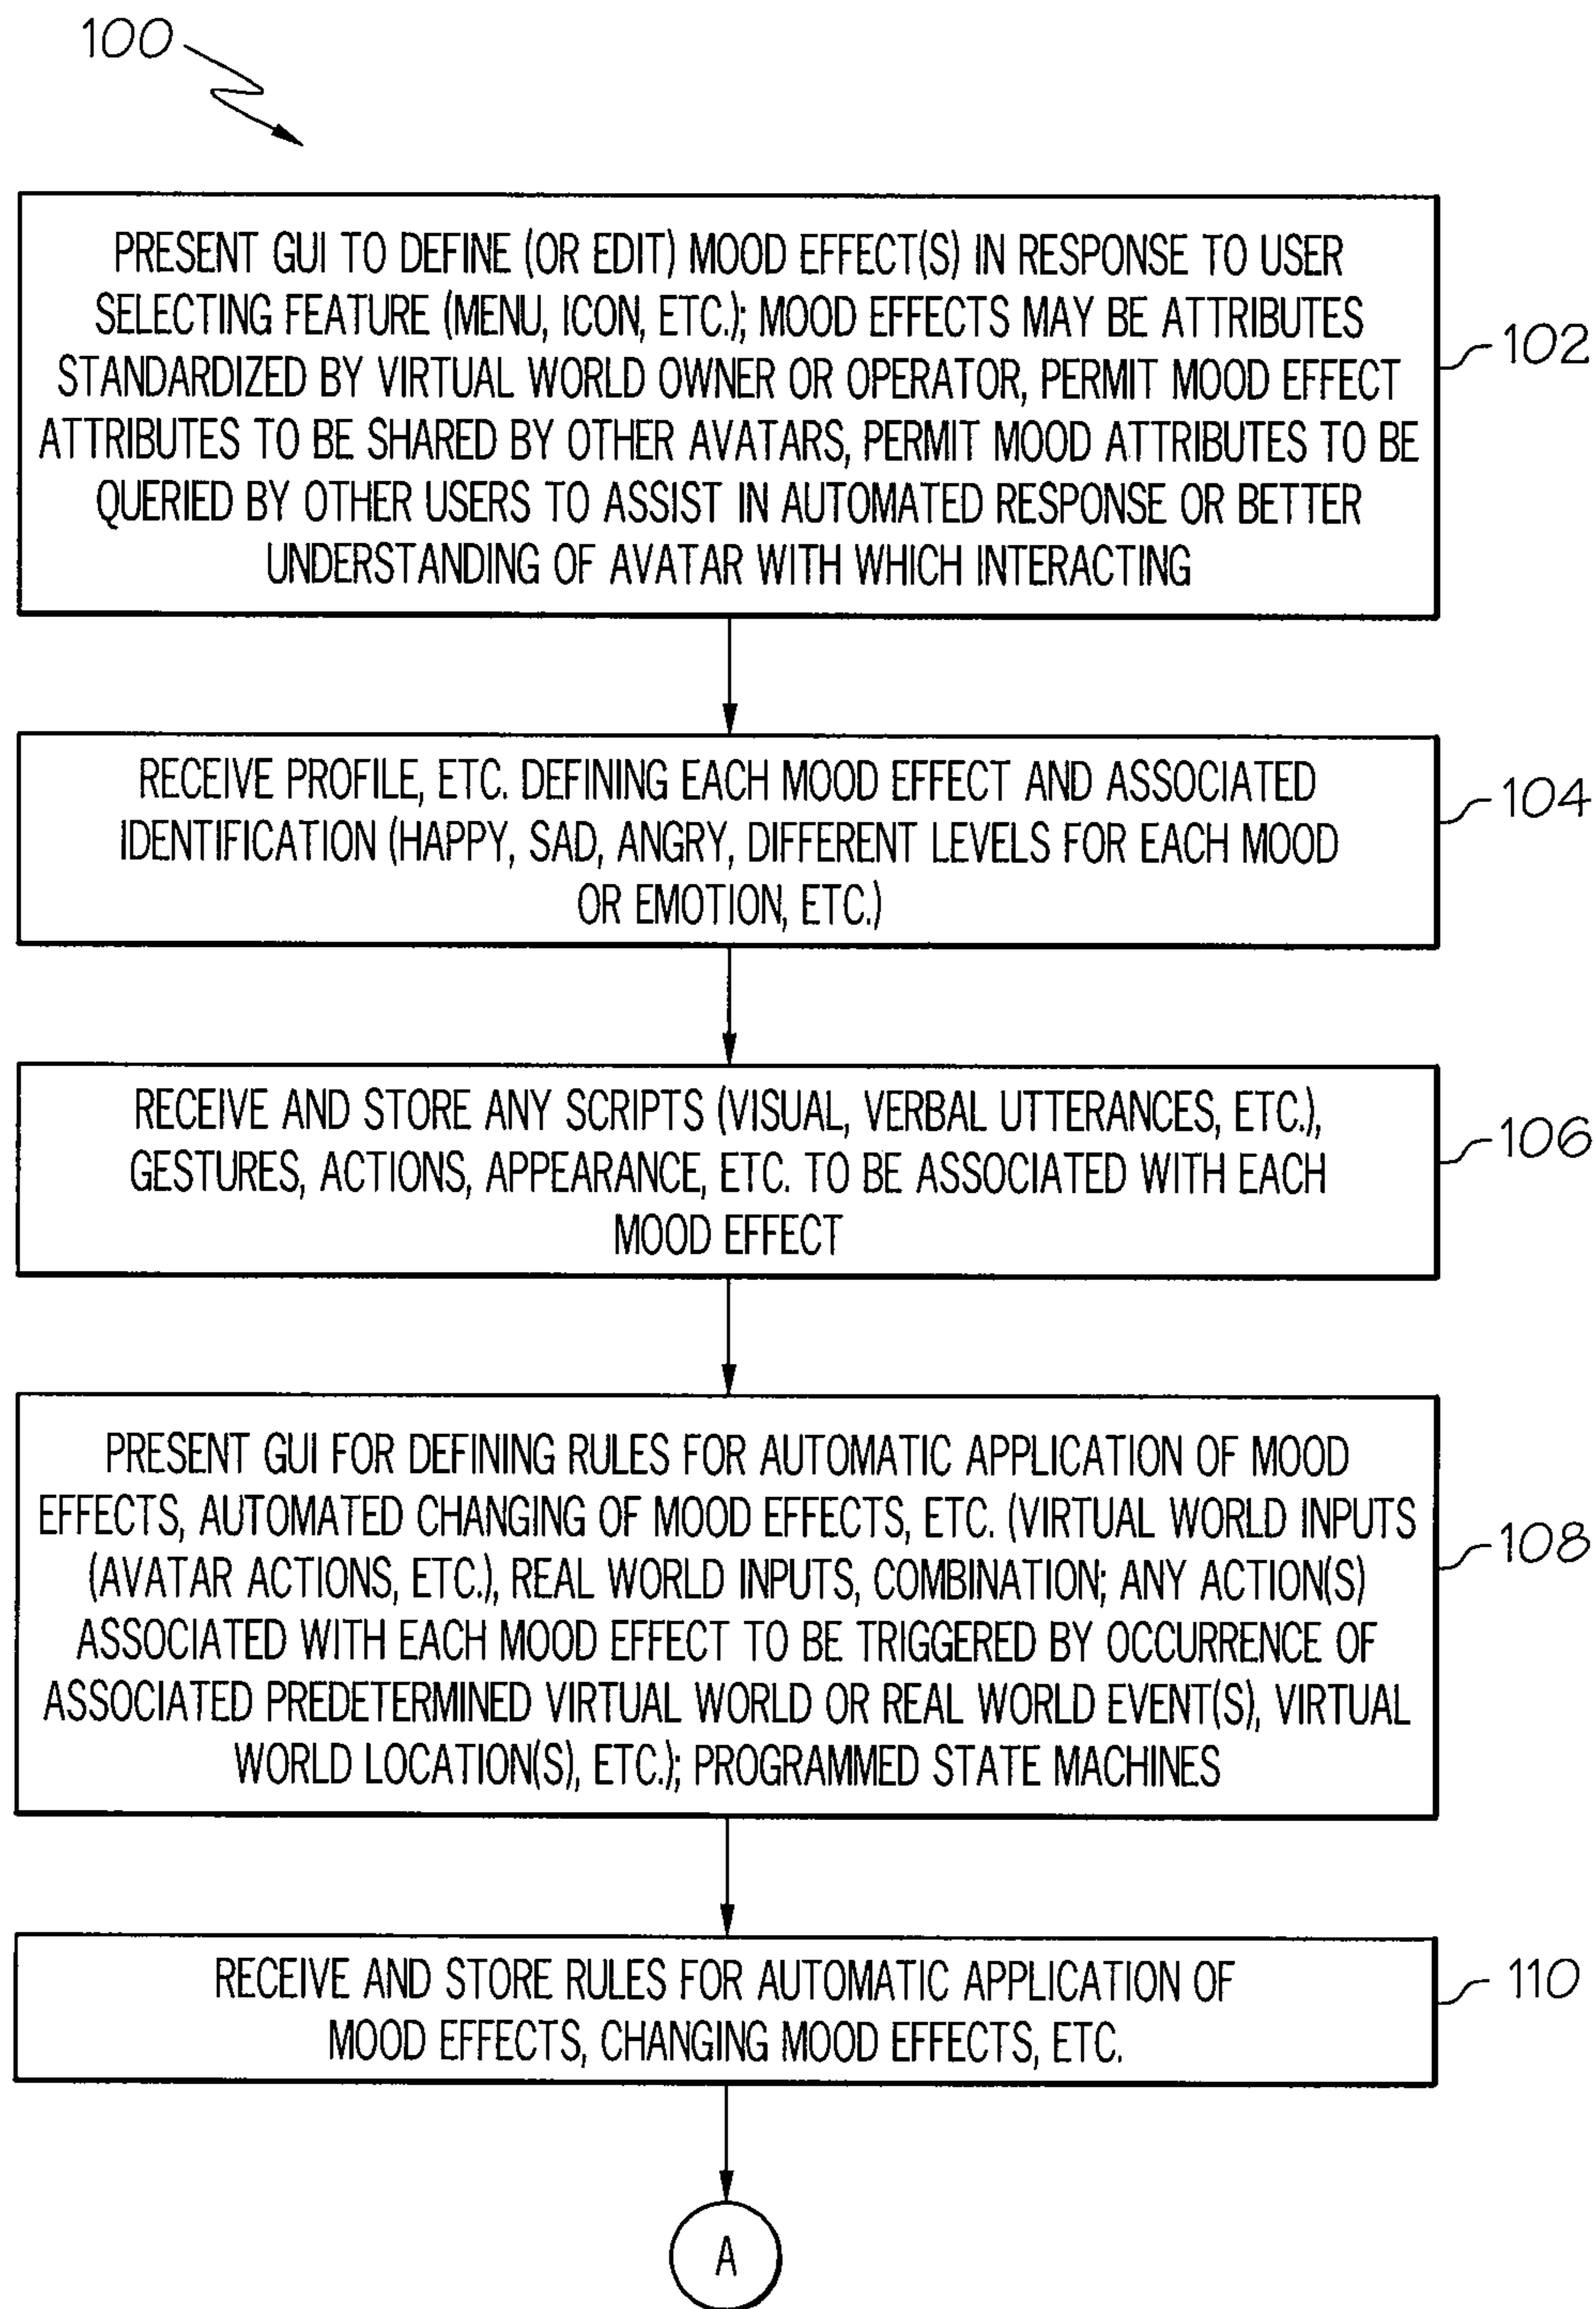 100
PRESENT GUI TO DEFINE (OR EDIT) MOOD EFFECT(S) IN RESPONSE TO USER
SELECTING FEATURE (MENU, ICON, ETC.); MOOD EFFECTS MAY BE ATTRIBUTES
STANDARDIZED BY VIRTUAL WORLD OWNER OR OPERATOR, PERMIT MOOD EFFECT
ATTRIBUTES TO BE SHARED BY OTHER AVATARS, PERMIT MOOD ATTRIBUTES TO BE
QUERIED BY OTHER USERS TO ASSIST IN AUTOMATED RESPONSE OR BETTER
UNDERSTANDING OF AVATAR WITH WHICH INTERACTING
102
RECEIVE PROFILE, ETC. DEFINING EACH MOOD EFFECT AND ASSOCIATED
IDENTIFICATION (HAPPY, SAD, ANGRY, DIFFERENT LEVELS FOR EACH MOOD
OR EMOTION, ETC.)
104
RECEIVE AND STORE ANY SCRIPTS (VISUAL, VERBAL UTTERANCES, ETC.),
GESTURES, ACTIONS, APPEARANCE, ETC. TO BE ASSOCIATED WITH EACH
MOOD EFFECT
106
PRESENT GUI FOR DEFINING RULES FOR AUTOMATIC APPLICATION OF MOOD
EFFECTS, AUTOMATED CHANGING OF MOOD EFFECTS, ETC. (VIRTUAL WORLD INPUTS
(AVATAR ACTIONS, ETC.), REAL WORLD INPUTS, COMBINATION; ANY ACTION(S)
ASSOCIATED WITH EACH MOOD EFFECT TO BE TRIGGERED BY OCCURRENCE OF
ASSOCIATED PREDETERMINED VIRTUAL WORLD OR REAL WORLD EVENT(S), VIRTUAL
WORLD LOCATION(S), ETC.); PROGRAMMED STATE MACHINES
108
RECEIVE AND STORE RULES FOR AUTOMATIC APPLICATION OF
MOOD EFFECTS, CHANGING MOOD EFFECTS, ETC.
110
A